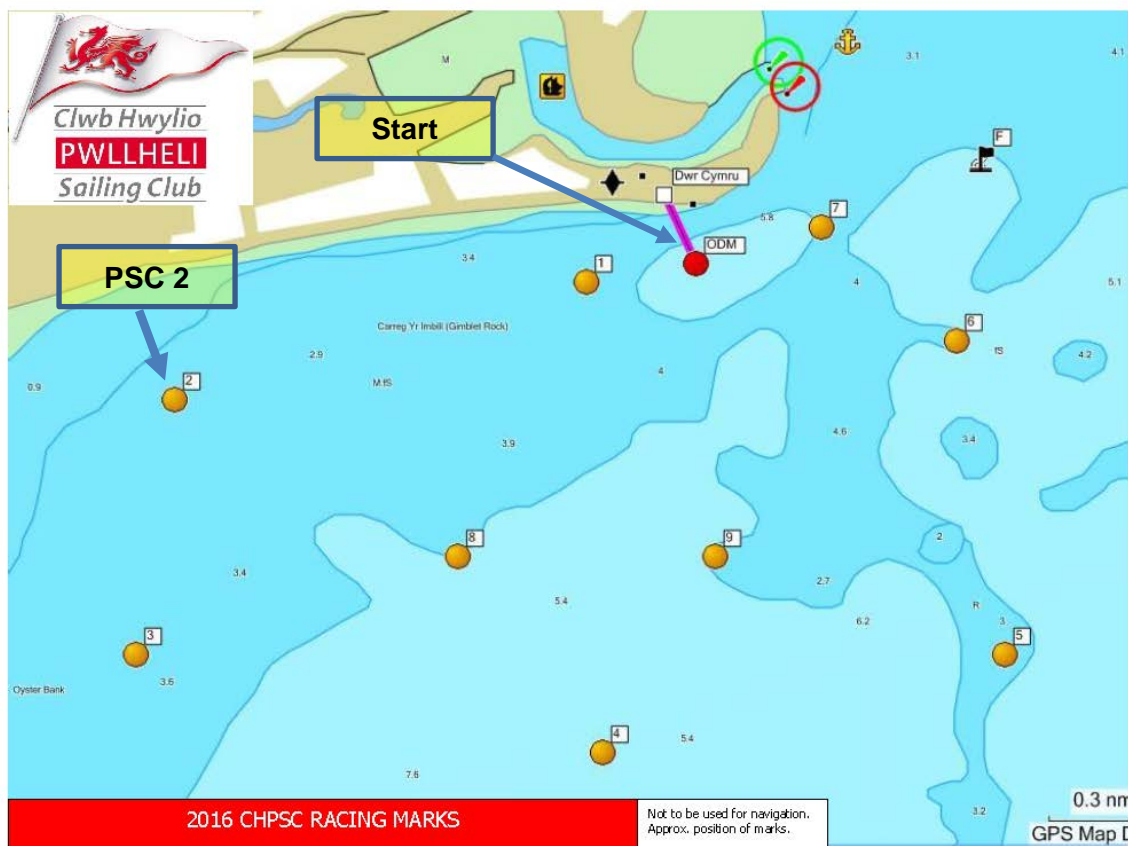 Clwb Hwylio
PWLLHELI
Sailing Club
Start
PSC 2
M
3.1
4.1
F
Dwr Cymru
5.8
7
ODM
3.4
1
4
5.1
Carreg Yr Imbill (Gimblet Rock)
6
fS
2.9
4.2
4
0.9
2
M.fS
3.9
4.6
3.4
8
9
2
3.4
5.4
2.7
R
6.2
3
3
5
3.6
Oyster Bank
4
5.4
7.6
3.2
0.3 nm
2016 CHPSC RACING MARKS
Not to be used for navigation.
Approx. position of marks.
GPS Map D